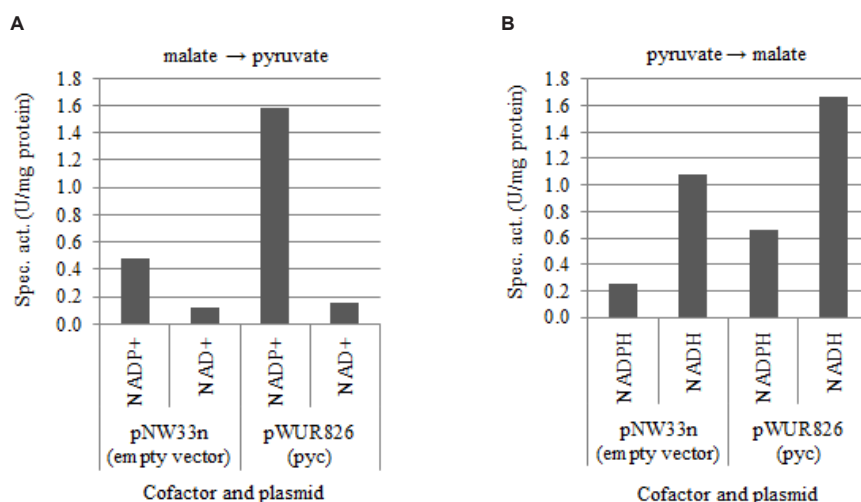 A
malate → pyruvate
Spec. act. (U/mg protein)
1.8
1.6
1.4
1.2
1.0
0.8
0.6
0.4
0.2
0.0
NADP+
NAD+
NADP+
NAD+
pNW33n
(empty vector)
pWUR826
(pyc)
Cofactor and plasmid
B
pyruvate → malate
Spec. act. (U/mg protein)
1.8
1.6
1.4
1.2
1.0
0.8
0.6
0.4
0.2
0.0
NADPH
NADH
NADPH
NADH
pNW33n
(empty vector)
pWUR826
(pyc)
Cofactor and plasmid